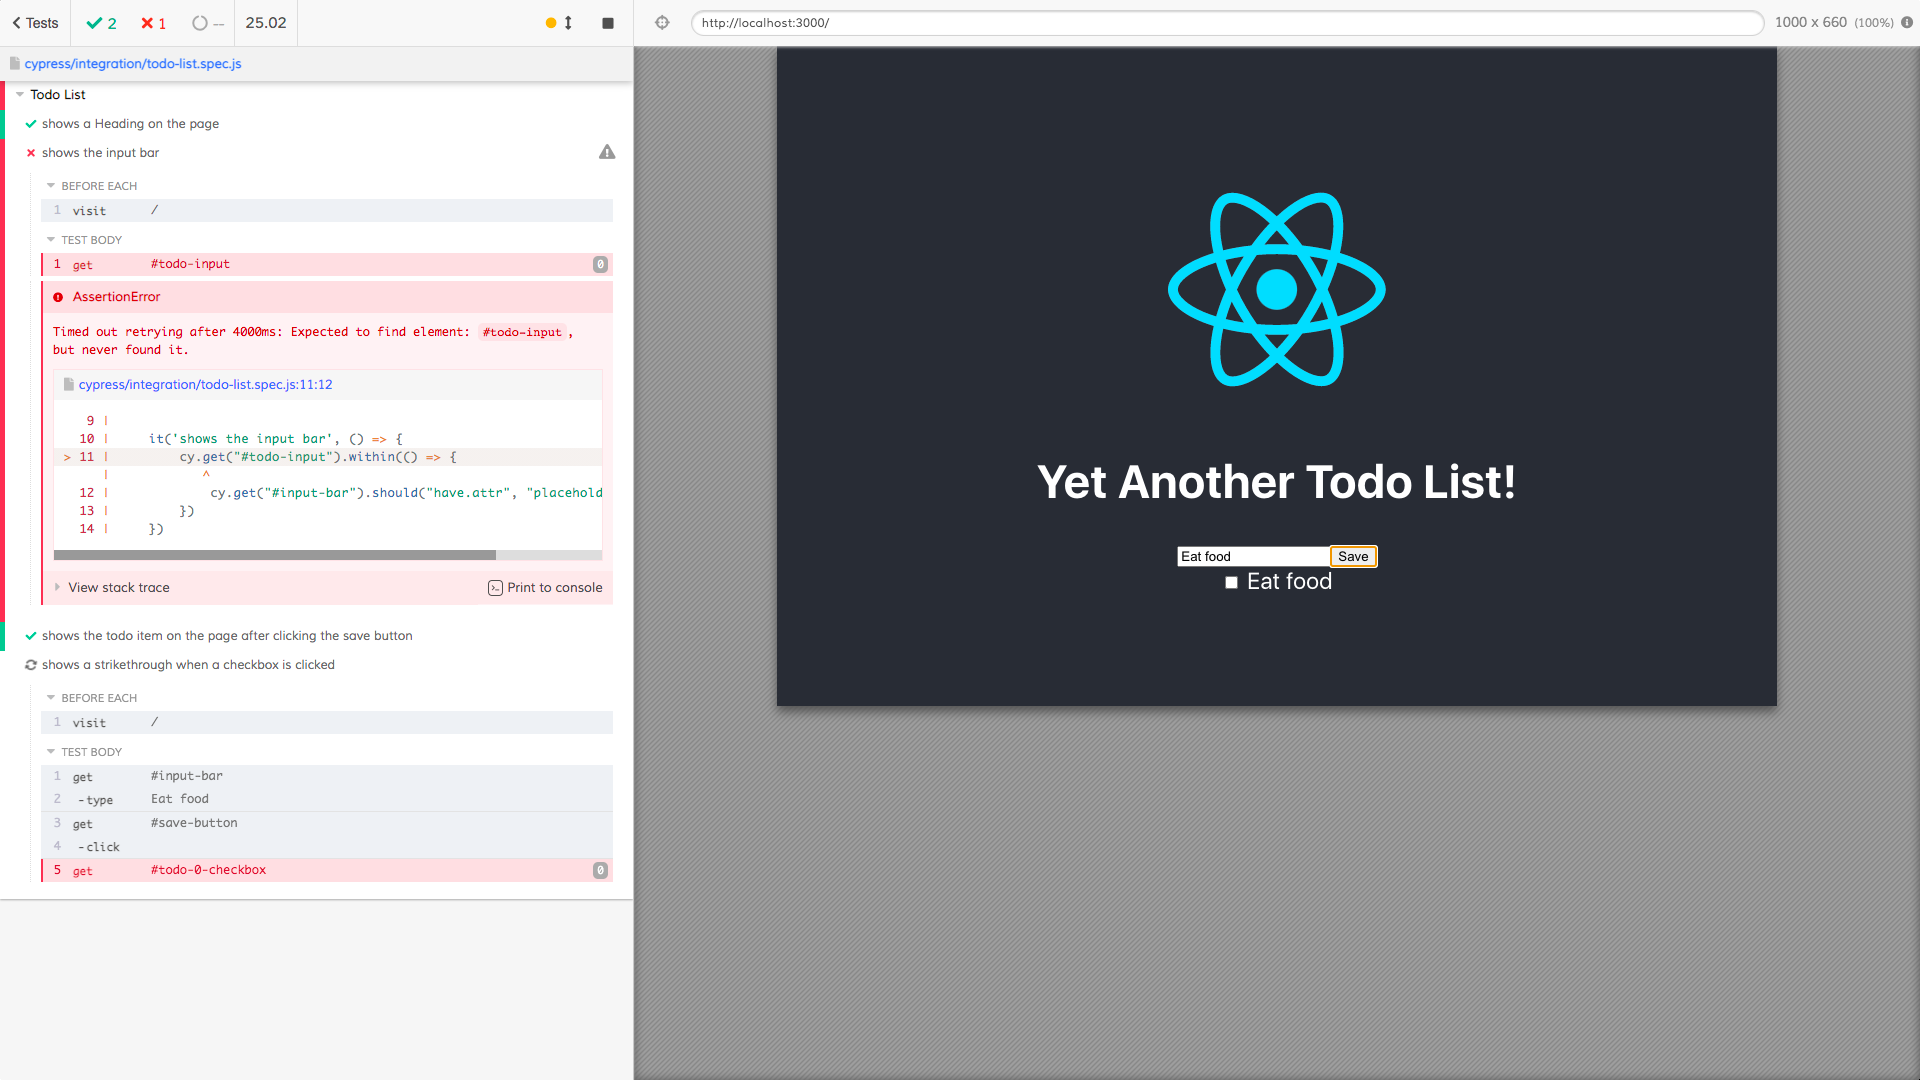 Tests 2 1 -- 25.02
http://localhost:3000/ 1000 x 660 (100%)
cypress/integration/todo-list.spec.js
Todo List
shows a Heading on the page
shows the input bar
BEFORE EACH
1 visit /
TEST BODY
1 get #todo-input 0
AssertionError
Timed out retrying after 4000ms: Expected to find element: #todo-input,
but never found it.
cypress/integration/todo-list.spec.js:11:12
9 |
10 | it('shows the input bar', () => {
> 11 | cy.get("#todo-input").within(() => {
| ^
12 | cy.get("#input-bar").should("have.attr", "placehold
13 | })
14 | })
View stack trace Print to console
shows the todo item on the page after clicking the save button
shows a strikethrough when a checkbox is clicked
BEFORE EACH
1 visit /
TEST BODY
1 get #input-bar
2 -type Eat food
3 get #save-button
4 -click
5 get #todo-0-checkbox 0
Yet Another Todo List!
Eat food Save
Eat food